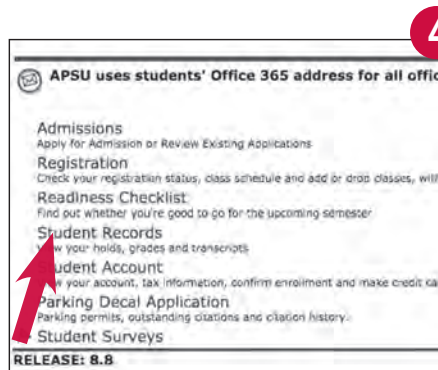 4
APSU uses students' Office 365 address for all offic
Admissions
Apply for Admission or Review Existing Applications
Registration
Check your registration status, class schedule and add or drop classes, will
Readiness Checklist
Find out whether you're good to go for the upcoming semester
Student Records
your holds, grades and transcripts
udent Account
your account, tax information, confirm enrollment and make credit ca
Parking Decal Application
Parking permits, outstanding citations and citation history.
Student Surveys
RELEASE: 8.8